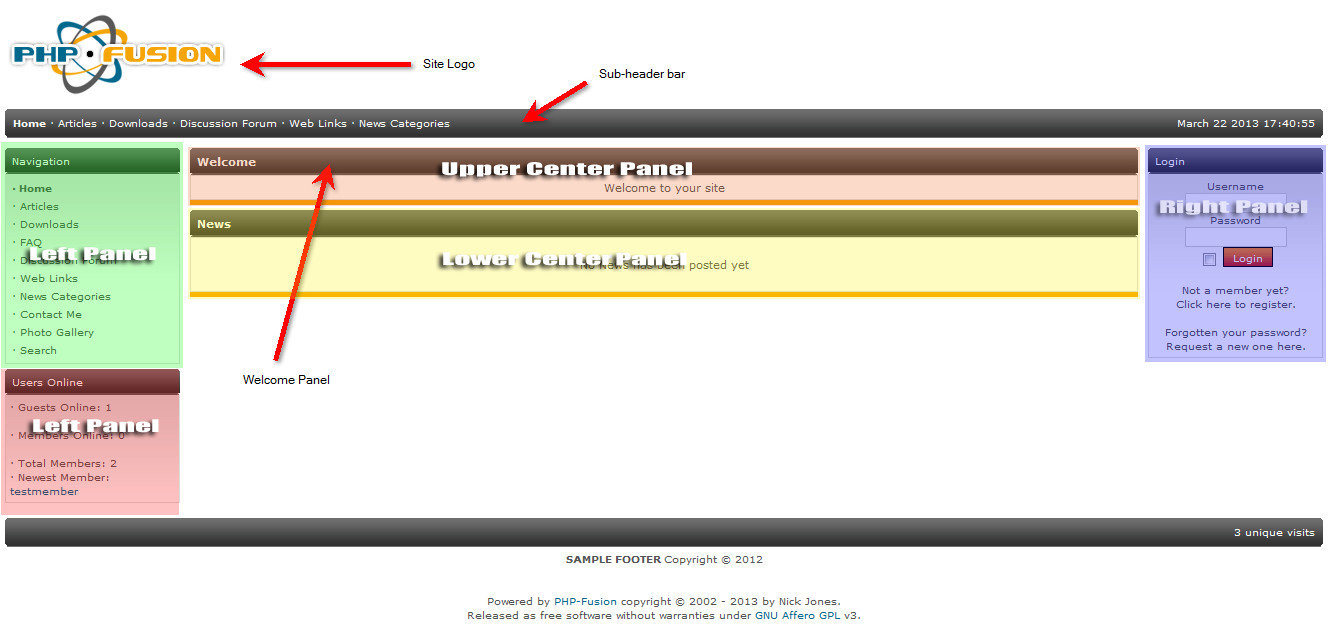 PHP·FUSION
Site Logo
Sub-header bar
Home · Articles · Downloads · Discussion Forum · Web Links · News Categories
March 22 2013 17:40:55
Navigation
· Home
· Articles
· Downloads
· FAQ
· Discussion Forum
· Web Links
· News Categories
· Contact Me
· Photo Gallery
· Search
Left Panel
Users Online
· Guests Online: 1
· Members Online: 0
· Total Members: 2
· Newest Member:
testmember
Left Panel
Welcome
Upper Center Panel
Welcome to your site
News
Lower Center Panel
No News has been posted yet
Welcome Panel
Login
Username
Right Panel
Password
Login
Not a member yet?
Click here to register.
Forgotten your password?
Request a new one here.
3 unique visits
SAMPLE FOOTER Copyright © 2012
Powered by PHP-Fusion copyright © 2002 - 2013 by Nick Jones.
Released as free software without warranties under GNU Affero GPL v3.